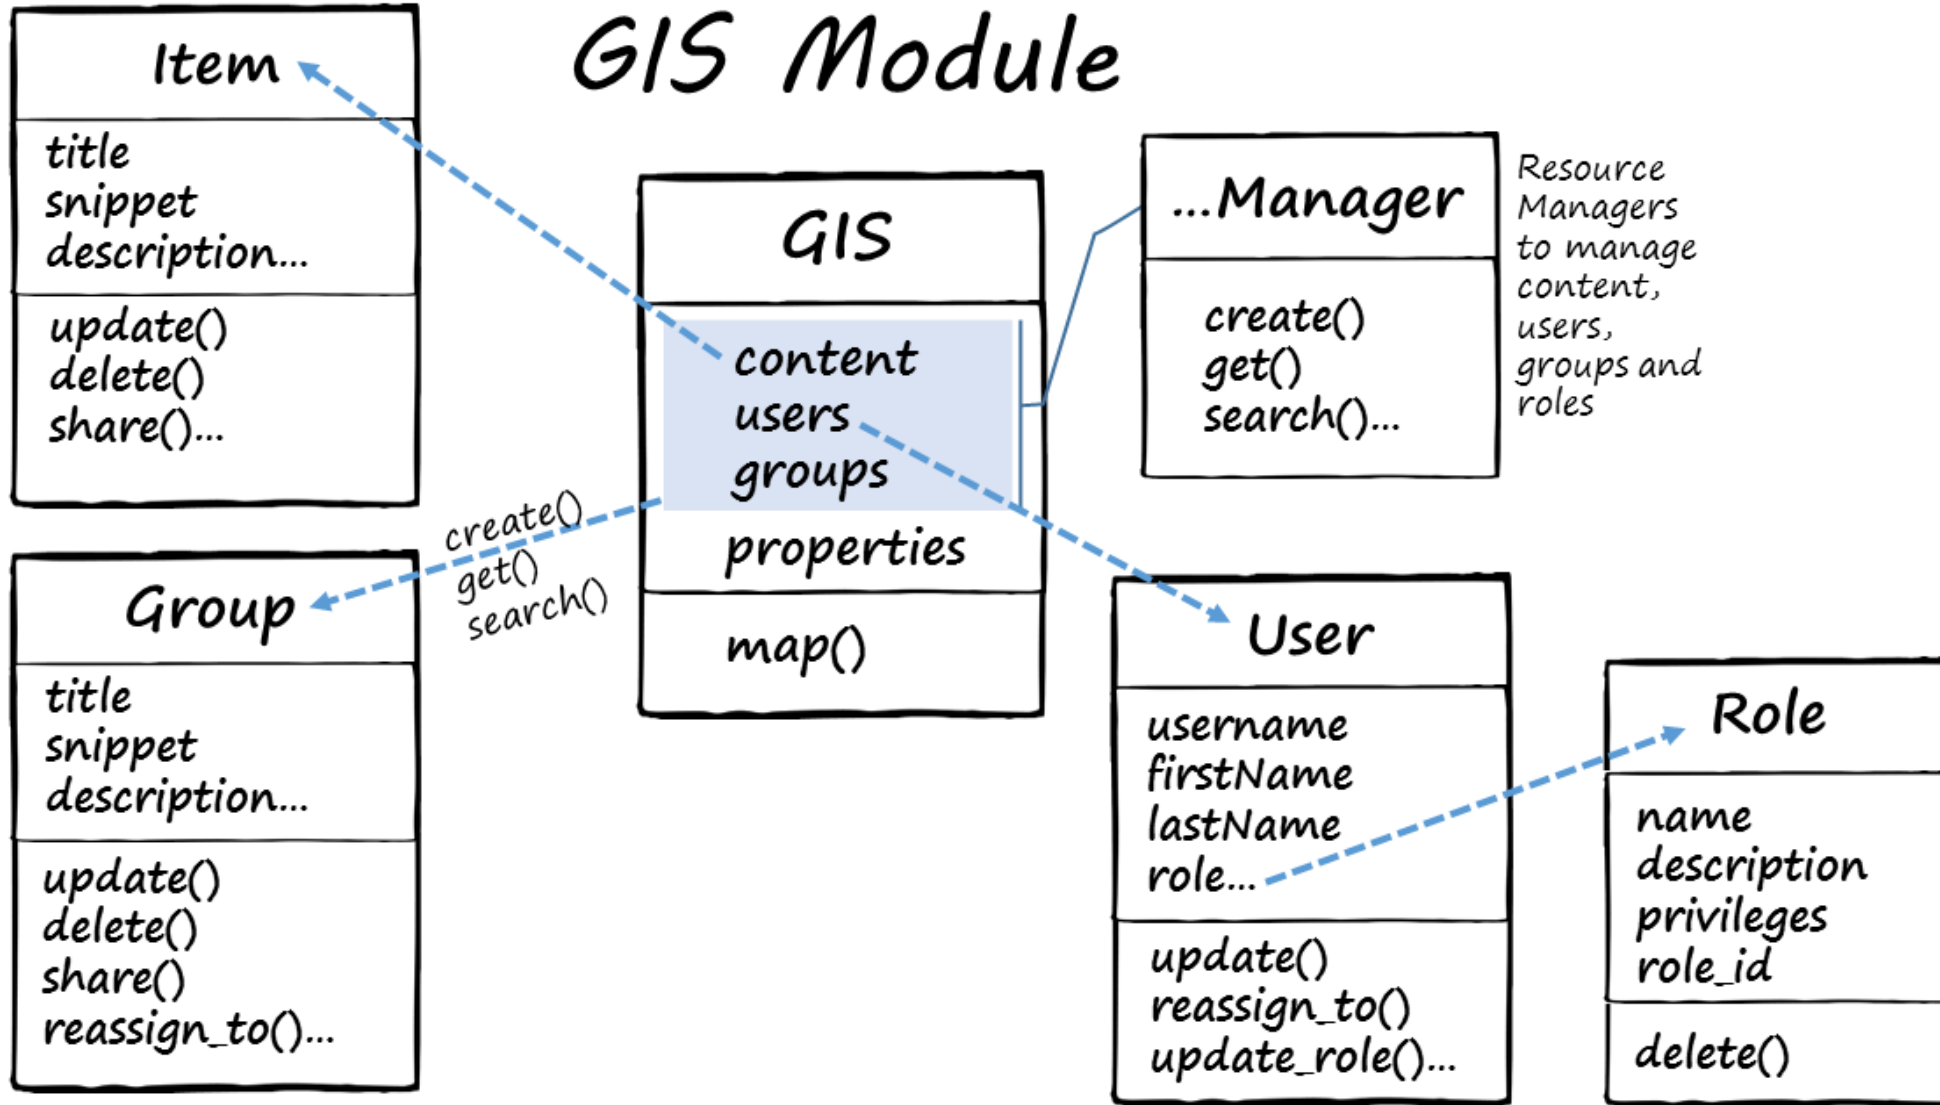 GIS Module
Item
title
snippet
description...
update()
delete()
share()...
GIS
content
users
groups
properties
map()
...Manager
create()
get()
search()...
Resource
Managers
to manage
content,
users,
groups and
roles
create()
get()
search()
Group
title
snippet
description...
update()
delete()
share()
reassign_to()...
User
username
firstName
lastName
role...
update()
reassign_to()
update_role()...
Role
name
description
privileges
role_id
delete()